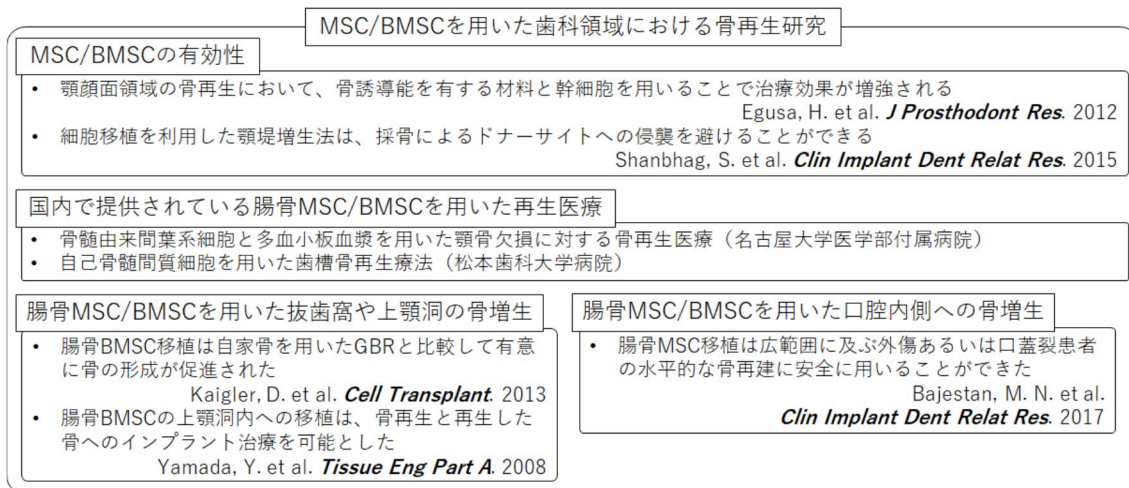 MSC/BMSCを用いた歯科領域における骨再生研究
MSC/BMSCの有効性
• 顎顔面領域の骨再生において、骨誘導能を有する材料と幹細胞を用いることで治療効果が増強される
Egusa, H. et al. J Prosthodont Res. 2012
• 細胞移植を利用した顎堤増生法は、採骨によるドナーサイトへの侵襲を避けることができる
Shanbhag, S. et al. Clin Implant Dent Relat Res. 2015
国内で提供されている腸骨MSC/BMSCを用いた再生医療
• 骨髄由来間葉系細胞と多血小板血漿を用いた顎骨欠損に対する骨再生医療（名古屋大学医学部付属病院）
• 自己骨髄間質細胞を用いた歯槽骨再生療法（松本歯科大学病院）
腸骨MSC/BMSCを用いた抜歯窩や上顎洞の骨増生
• 腸骨BMSC移植は自家骨を用いたGBRと比較して有意
に骨の形成が促進された
Kaigler, D. et al. Cell Transplant. 2013
• 腸骨BMSCの上顎洞内への移植は、骨再生と再生した
骨へのインプラント治療を可能とした
Yamada, Y. et al. Tissue Eng Part A. 2008
腸骨MSC/BMSCを用いた口腔内側への骨増生
• 腸骨MSC移植は広範囲に及ぶ外傷あるいは口蓋裂患者
の水平的な骨再建に安全に用いることができた
Bajestan, M. N. et al.
Clin Implant Dent Relat Res. 2017